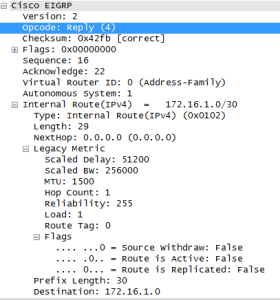 Cisco EIGRP
Version: 2
Opcode: Reply (4)
Checksum: 0x42fb [correct]
Flags: 0x00000000
Sequence: 16
Acknowledge: 22
Virtual Router ID: 0 (Address-Family)
Autonomous System: 1
Internal Route(IPv4) = 172.16.1.0/30
Type: Internal Route(IPv4) (0x0102)
Length: 29
NextHop: 0.0.0.0 (0.0.0.0)
Legacy Metric
Scaled Delay: 51200
Scaled BW: 256000
MTU: 1500
Hop Count: 1
Reliability: 255
Load: 1
Route Tag: 0
Flags
.... ...0 = Source Withdraw: False
.... .0.. = Route is Active: False
.... 0... = Route is Replicated: False
Prefix Length: 30
Destination: 172.16.1.0